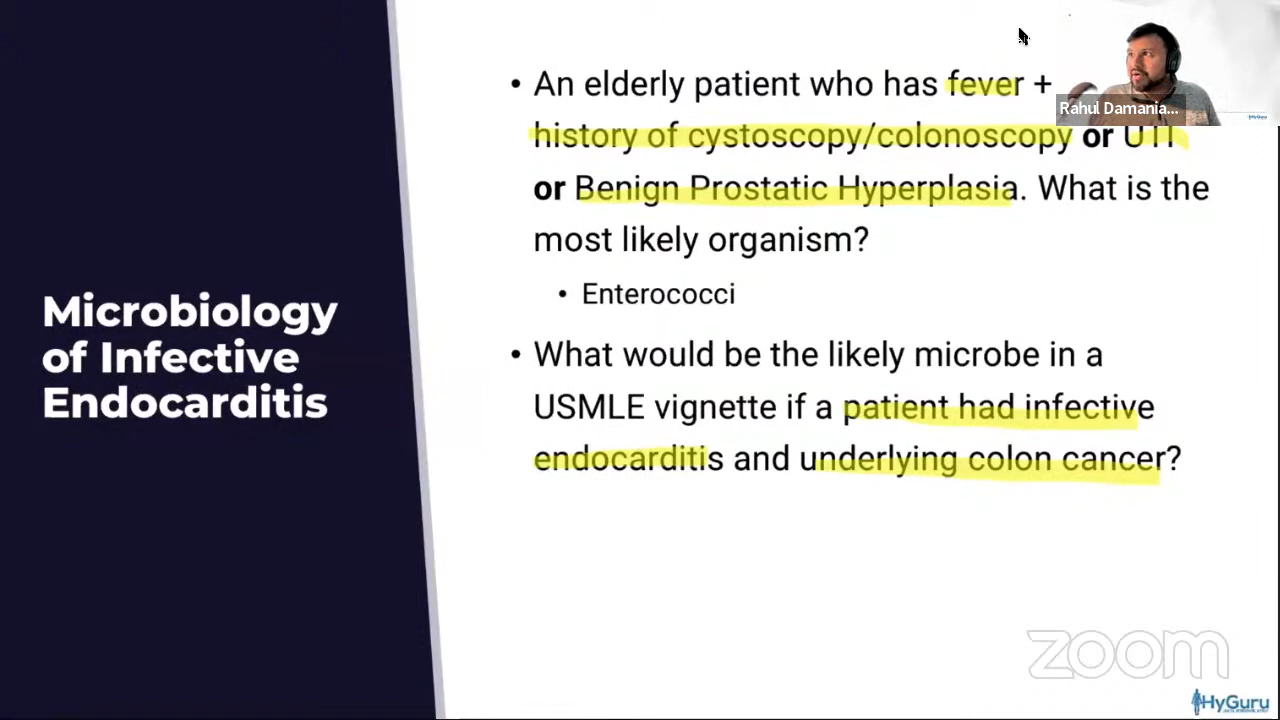 • An elderly patient who has fever +
Rahul Damania...
history of cystoscopy/colonoscopy or UTI
or Benign Prostatic Hyperplasia. What is the
most likely organism?
• Enterococci
Microbiology
of Infective
Endocarditis
• What would be the likely microbe in a
USMLE vignette if a patient had infective
endocarditis and underlying colon cancer?
zoom
HyGuru